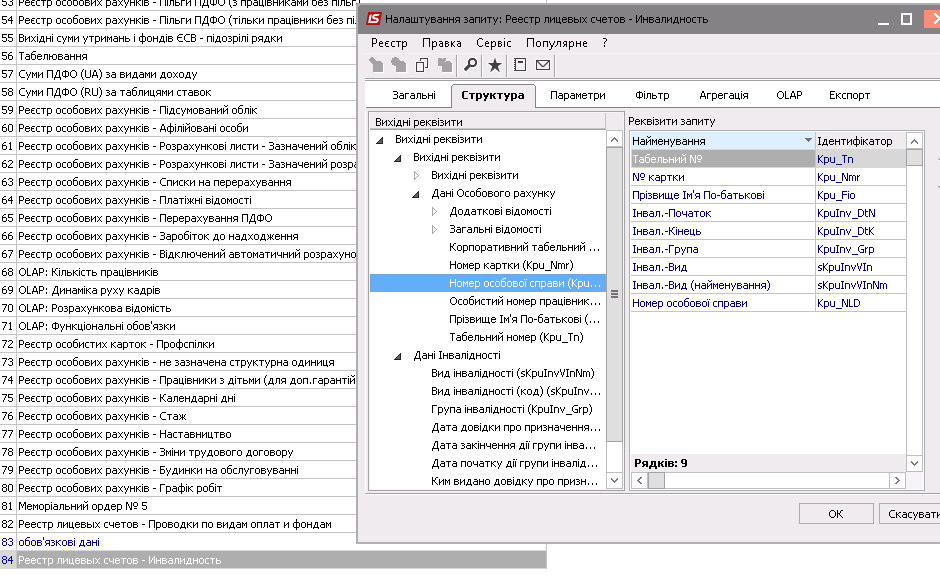 53 Реєстр особових рахунків - Пільги ПДФО (з працівниками без піль
54 Реєстр особових рахунків - Пільги ПДФО (тільки працівники без пі
55 Вихідні суми утримань і фондів ЄСВ - підозрілі рядки
56 Табелювання
57 Суми ПДФО (UA) за видами доходу
58 Суми ПДФО (RU) за таблицями ставок
59 Реєстр особових рахунків - Підсумований облік
60 Реєстр особових рахунків - Афілійовані особи
61 Реєстр особових рахунків - Розрахункові листи - Зазначений облік
62 Реєстр особових рахунків - Розрахункові листи - Зазначений розра
63 Реєстр особових рахунків - Списки на перерахування
64 Реєстр особових рахунків - Платіжні відомості
65 Реєстр особових рахунків - Перерахування ПДФО
66 Реєстр особових рахунків - Заробіток до надходження
67 Реєстр особових рахунків - Відключений автоматичний розрахуно
68 OLAP: Кількість працівників
69 OLAP: Динаміка руху кадрів
70 OLAP: Розрахункова відомість
71 OLAP: Функціональні обов'язки
72 Реєстр особистих карток - Профспілки
73 Реєстр особових рахунків - не зазначена структурна одиниця
74 Реєстр особових рахунків - Працівники з дітьми (для доп.гарантій
75 Реєстр особових рахунків - Календарні дні
76 Реєстр особових рахунків - Стаж
77 Реєстр особових рахунків - Наставництво
78 Реєстр особових рахунків - Зміни трудового договору
79 Реєстр особових рахунків - Будинки на обслуговуванні
80 Реєстр особових рахунків - Графік робіт
81 Меморіальний ордер № 5
82 Реестр лицевых счетов - Проводки по видам оплат и фондам
83 обов'язкові дані
84 Реестр лицевых счетов - Инвалидность
Налаштування запиту: Реестр лицевых счетов - Инвалидность
Реєстр Правка Сервіс Популярне ?
Загальні Структура Параметри Фільтр Агрегація OLAP Експорт
Вихідні реквізити
Вихідні реквізити
Вихідні реквізити
Вихідні реквізити
Дані Особового рахунку
Додаткові відомості
Загальні відомості
Корпоративний табельний ...
Номер картки (Kpu_Nmr)
Номер особової справи (Kpu...
Особистий номер працівник...
Прізвище Ім'я По-батькові (...
Табельний номер (Kpu_Tn)
Дані Інвалідності
Вид інвалідності (sKpuInvVInNm)
Вид інвалідності (код) (sKpuInv...
Група інвалідності (KpuInv_Grp)
Дата довідки про призначення...
Дата закінчення дії групи інва...
Дата початку дії групи інвалід...
Ким видано довідку про призн...
Реквізити запиту
Найменування Ідентифікатор
Табельний № Kpu_Tn
№ картки Kpu_Nmr
Прізвище Ім'я По-батькові Kpu_Fio
Інвал.-Початок KpuInv_DtN
Інвал.-Кінець KpuInv_DtK
Інвал.-Група KpuInv_Grp
Інвал.-Вид sKpuInvVIn
Інвал.-Вид (найменування) sKpuInvVInNm
Номер особової справи Kpu_NLD
Рядків: 9
ОК Скасувати